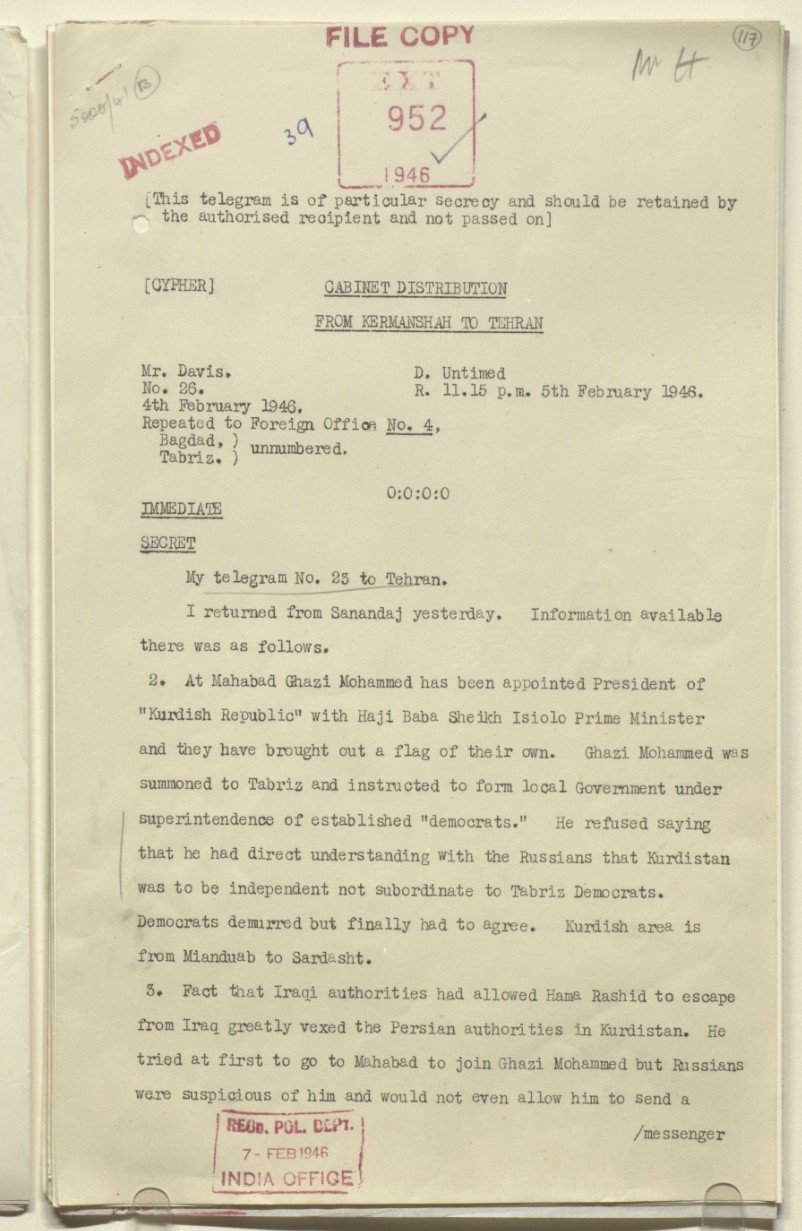 FILE COPY
117
EXT
952
1946
INDEXED
39
[This telegram is of particular secrecy and should be retained by
the authorised recipient and not passed on]
[CYPHER]
CABINET DISTRIBUTION
FROM KERMANSHAH TO TEHRAN
Mr. Davis.
No. 26.
4th February 1946.
D. Untimed
R. 11.15 p.m. 5th February 1946.
Repeated to Foreign Office No. 4,
Bagdad, )
Tabriz. ) unnumbered.
0:0:0:0
IMMEDIATE
SECRET
My telegram No. 23 to Tehran.
I returned from Sanandaj yesterday. Information available
there was as follows.
2. At Mahabad Ghazi Mohammed has been appointed President of
"Kurdish Republic" with Haji Baba Sheikh Isiolo Prime Minister
and they have brought out a flag of their own. Ghazi Mohammed was
summoned to Tabriz and instructed to form local Government under
superintendence of established "democrats." He refused saying
that he had direct understanding with the Russians that Kurdistan
was to be independent not subordinate to Tabriz Democrats.
Democrats demurred but finally had to agree. Kurdish area is
from Mianduab to Sardasht.
3. Fact that Iraqi authorities had allowed Hama Rashid to escape
from Iraq greatly vexed the Persian authorities in Kurdistan. He
tried at first to go to Mahabad to join Ghazi Mohammed but Russians
were suspicious of him and would not even allow him to send a
/messenger
RECD. POL. DEPT.
7-FEB 1946
INDIA OFFICE